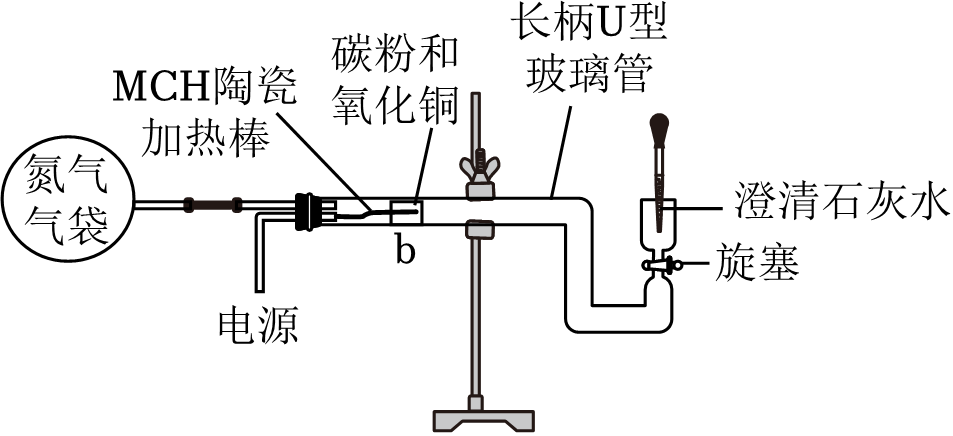 长柄U型
玻璃管
碳粉和
氧化铜
MCH陶瓷
加热棒
氮气
气袋
澄清石灰水
旋塞
b
电源